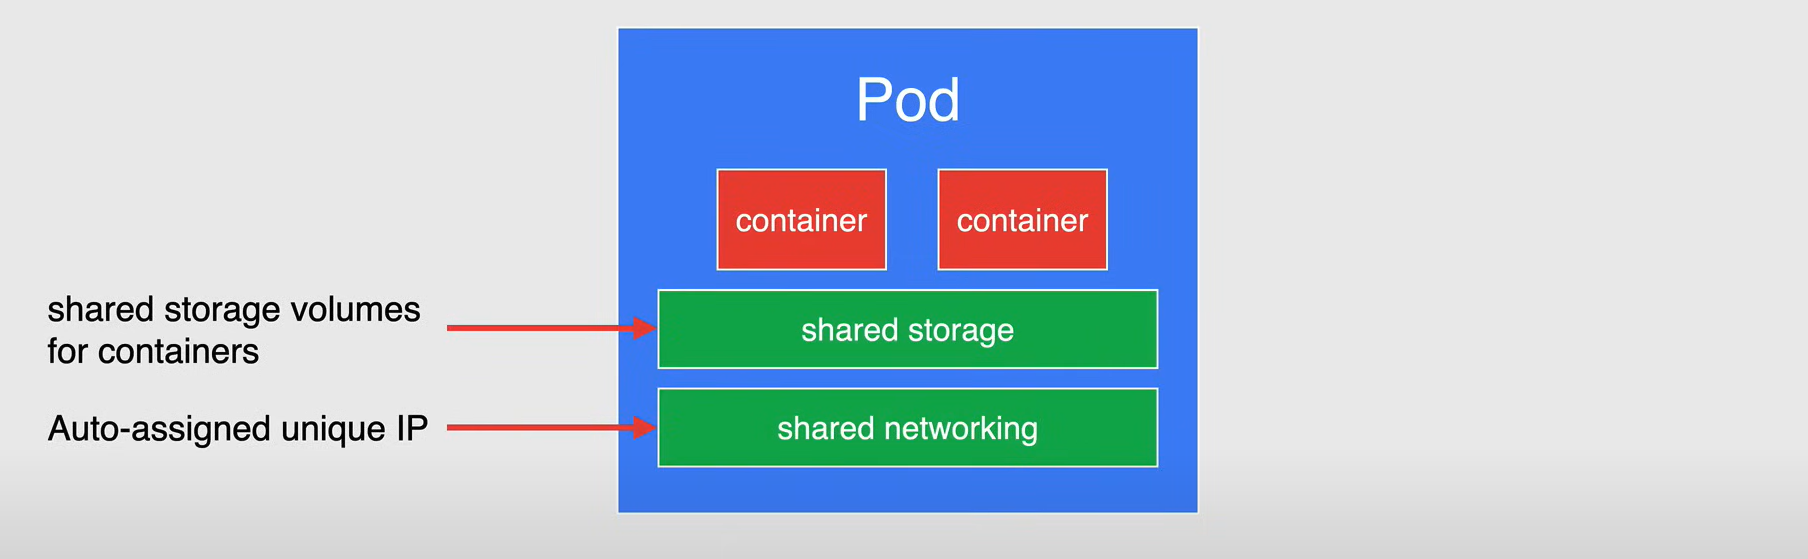 Pod
container
container
shared storage volumes
for containers
shared storage
Auto-assigned unique IP
shared networking